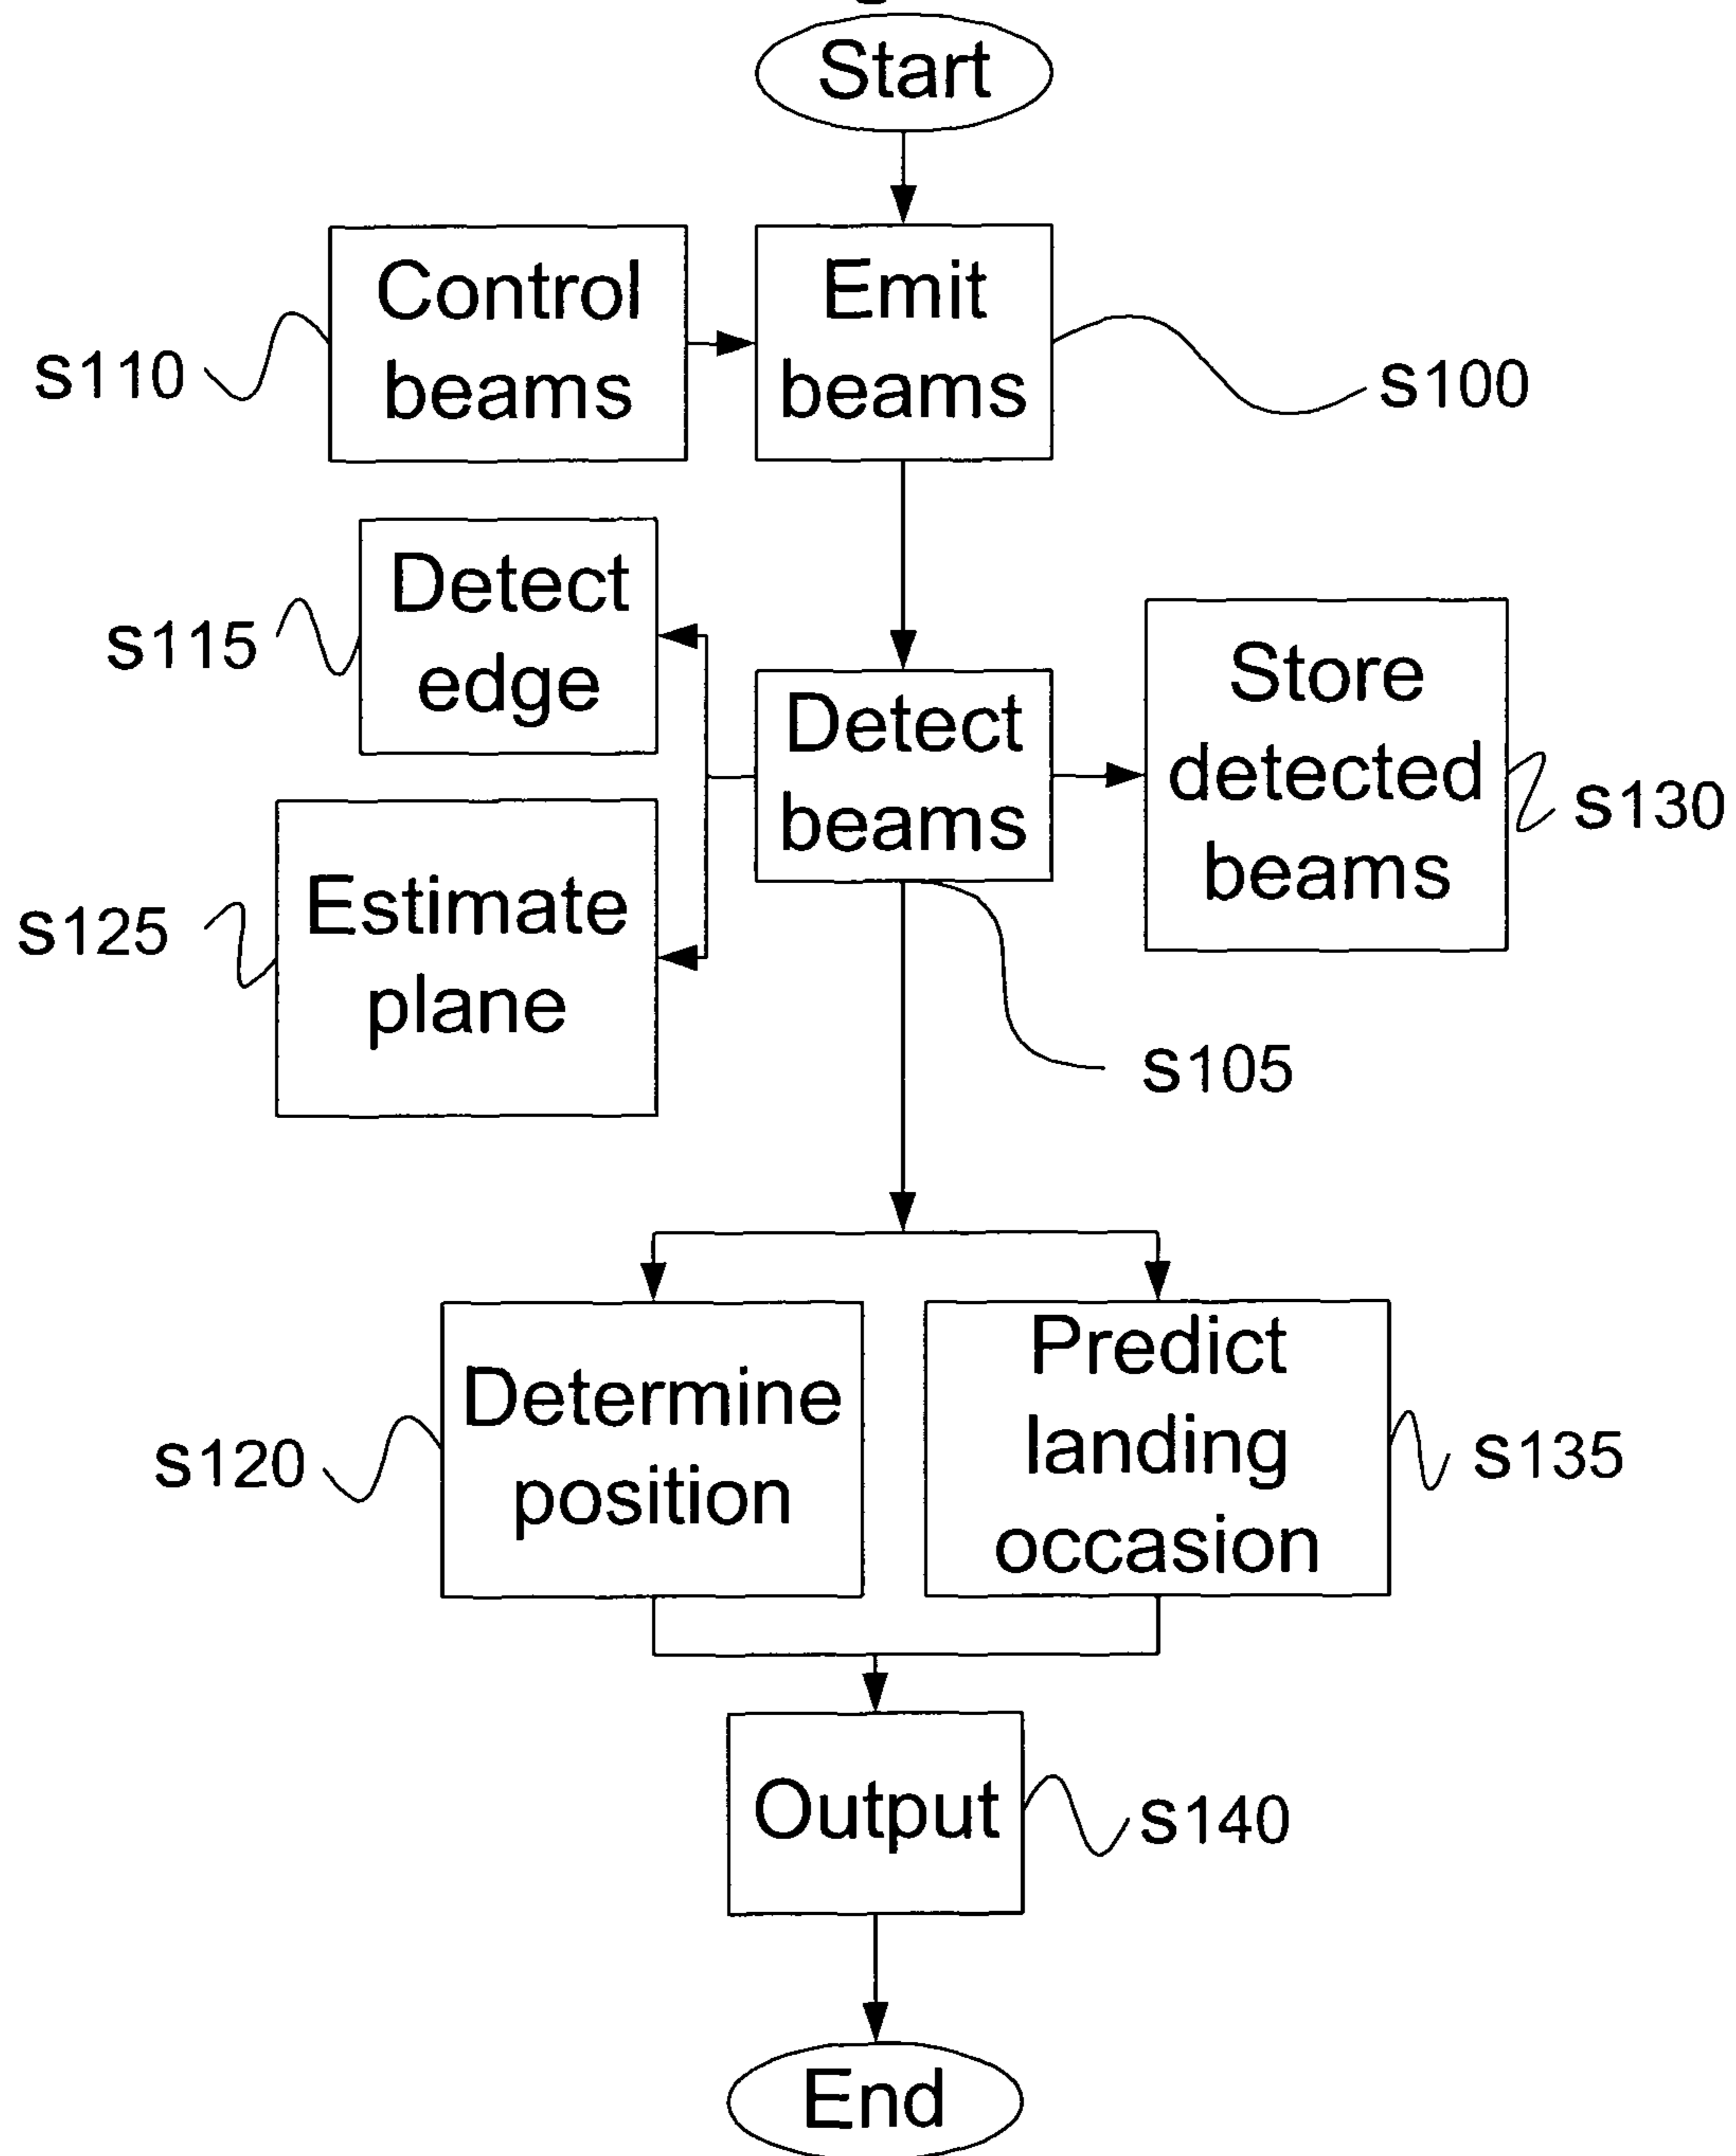 Start
Control
beams
s110
Emit
beams
s100
Detect
edge
s115
Detect
beams
s105
Store
detected
beams
s130
Estimate
plane
s125
Determine
position
s120
Predict
landing
occasion
s135
Output
s140
End